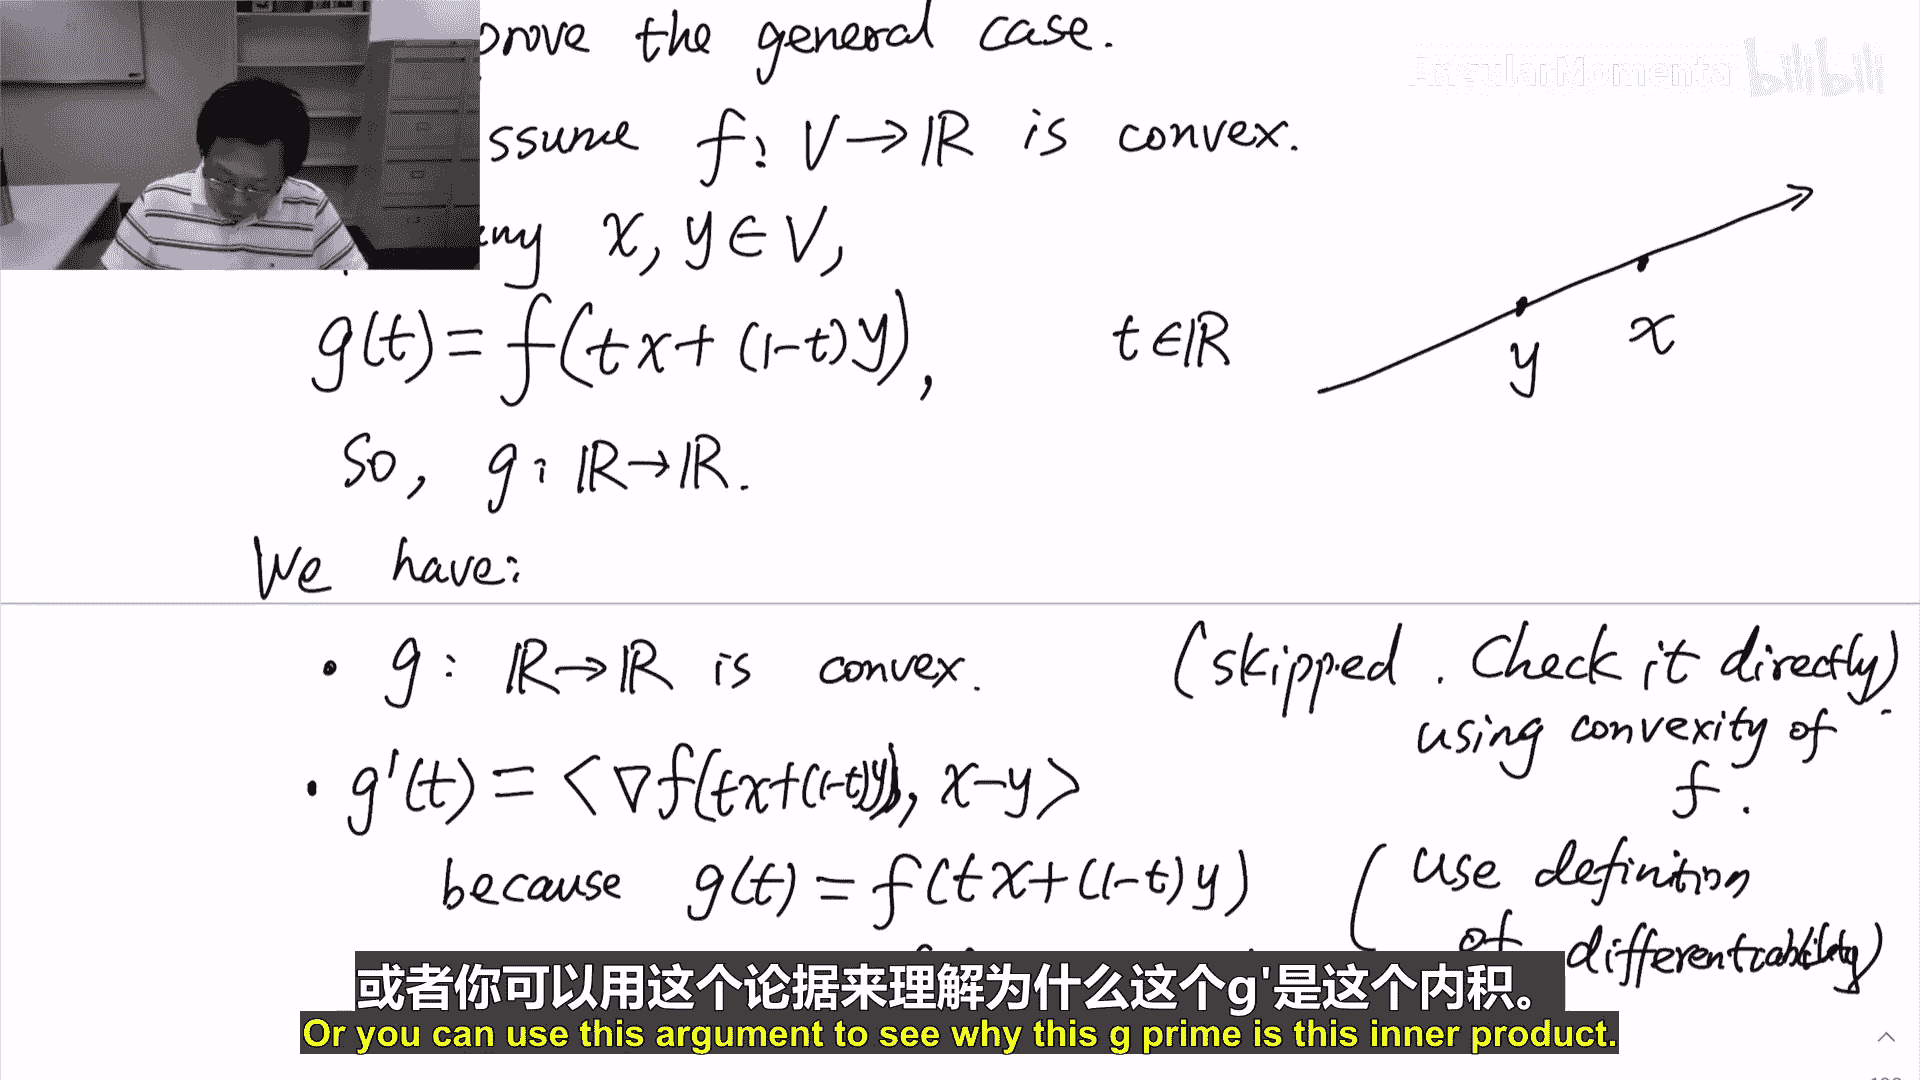 prove the general case.
AngularMomenta bilibili
ssume f: V→ℝ is convex.
any x, y ∈ V,
g(t) = f(tx + (1-t)y), t ∈ ℝ
y x
So, g: ℝ→ℝ.
We have:
• g: ℝ→ℝ is convex. (skipped. Check it directly)
using convexity of
f.
• g'(t) = <∇f(tx+(1-t)y), x-y>
because g(t) = f(tx+(1-t)y) (use definition
of differentiability)
或者你可以用这个论据来理解为什么这个g'是这个内积。
Or you can use this argument to see why this g prime is this inner product.